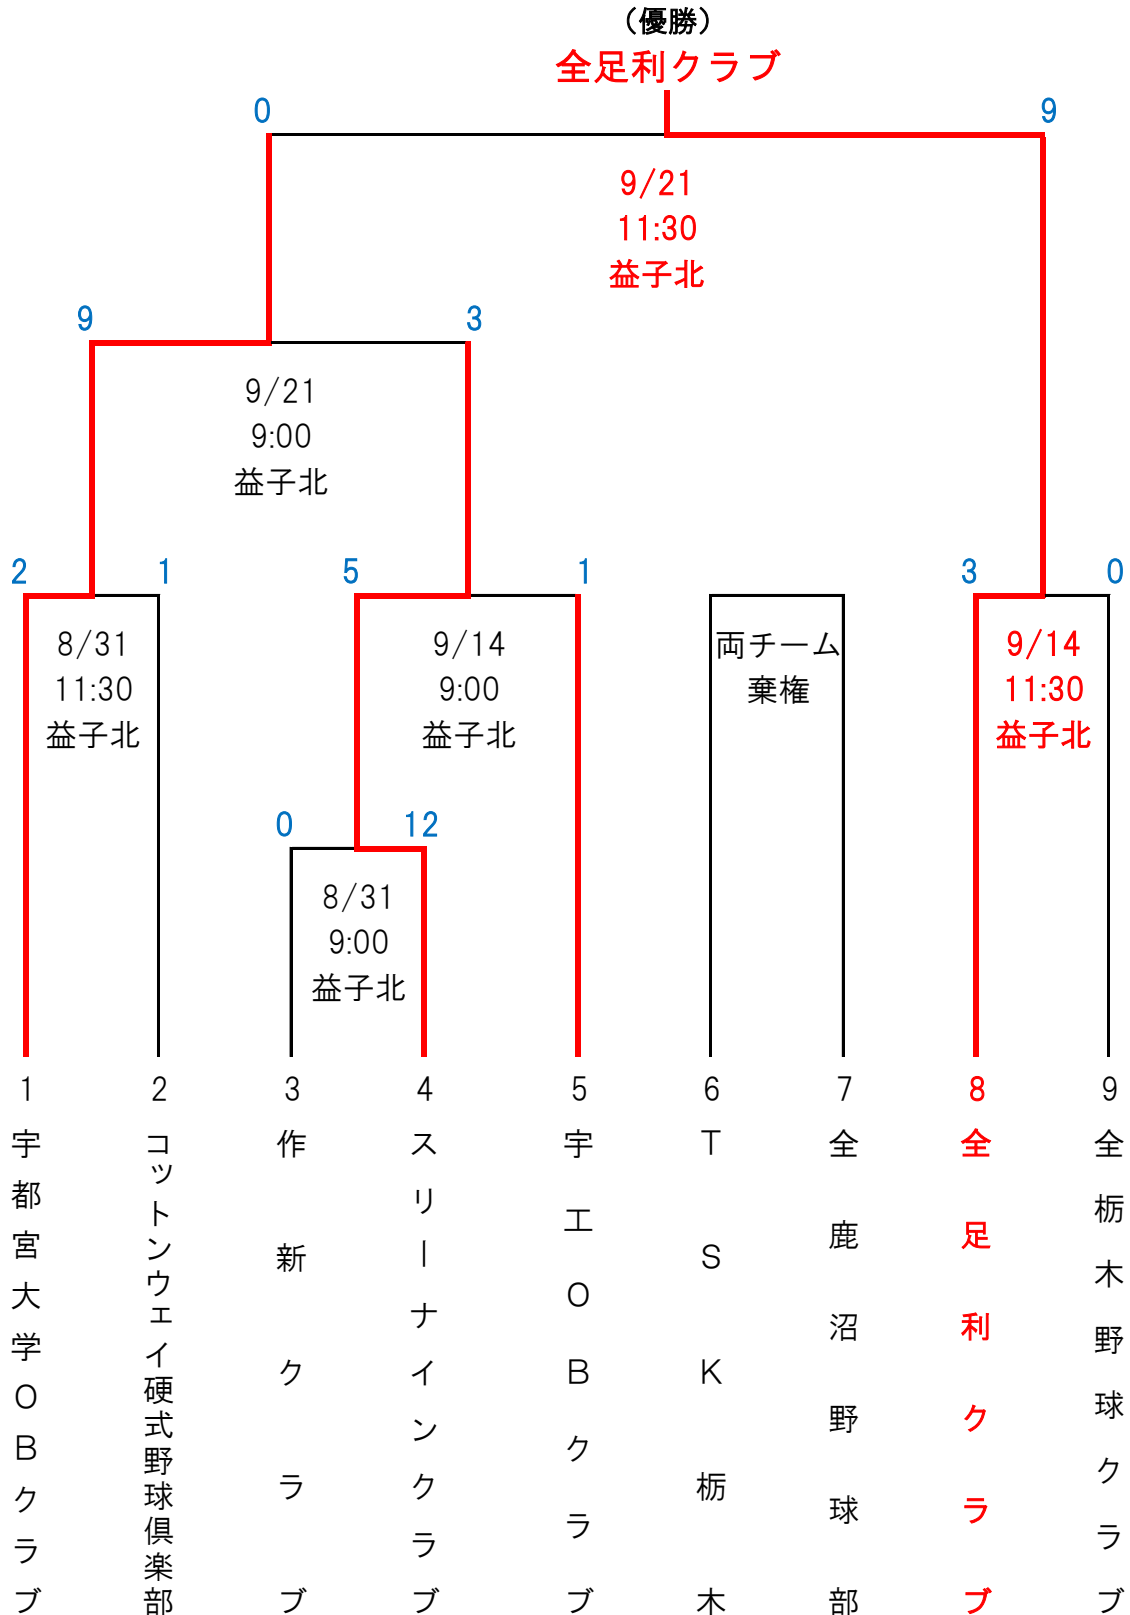 （優勝）
全足利クラブ
0
9
9/21
11:30
益子北
9
3
9/21
9:00
益子北
2
1
5
1
3
0
8/31
11:30
益子北
9/14
9:00
益子北
両チーム
棄権
9/14
11:30
益子北
0
12
8/31
9:00
益子北
1
宇都宮大学OBクラブ
2
コットンウェイ硬式野球倶楽部
3
作新クラブ
4
スリーナインクラブ
5
宇工OBクラブ
6
TSK栃木
7
全鹿沼野球部
8
全足利クラブ
9
全栃木野球クラブ